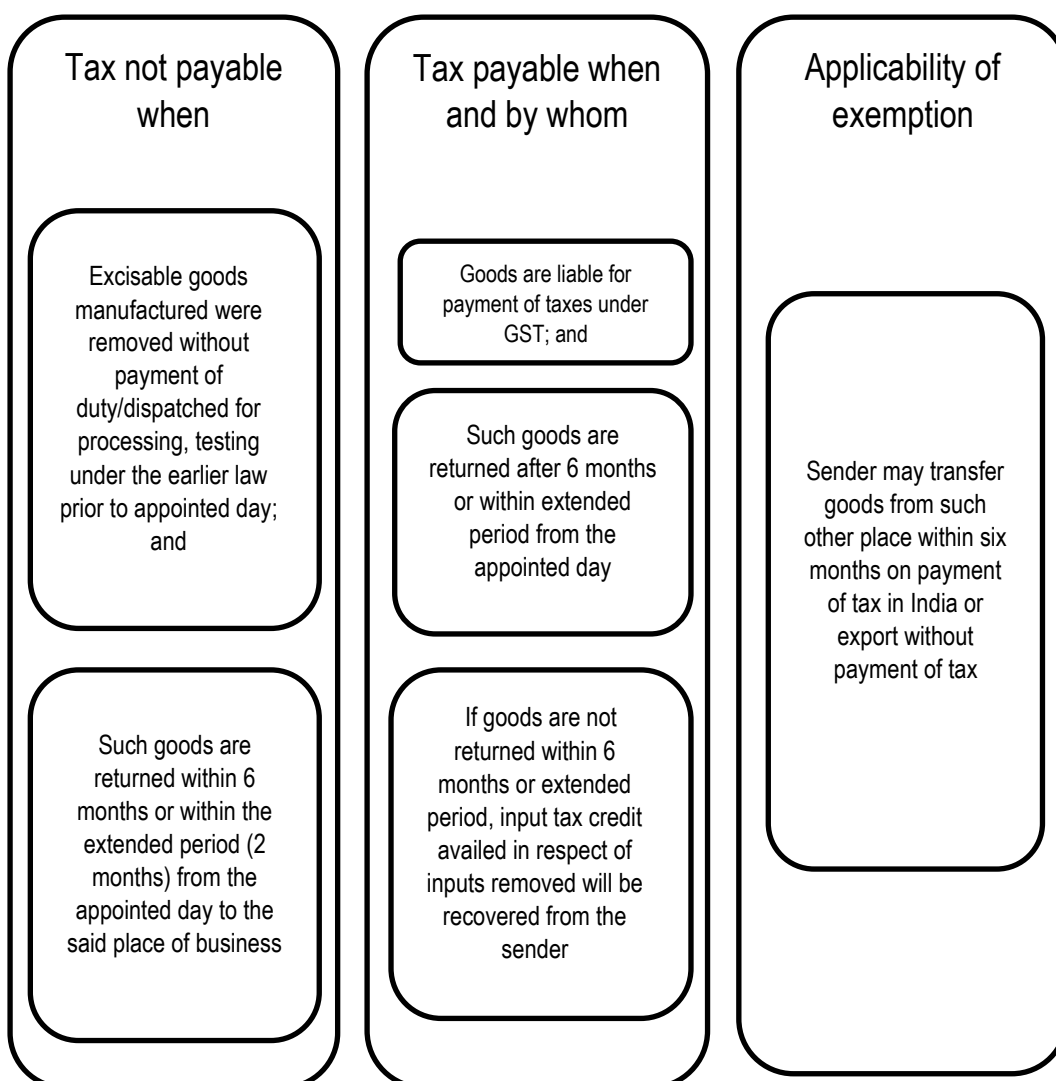 Tax not payable
when
Excisable goods
manufactured were
removed without
payment of
duty/dispatched for
processing, testing
under the earlier law
prior to appointed day;
and
Such goods are
returned within 6
months or within the
extended period (2
months) from the
appointed day to the
said place of business
Tax payable when
and by whom
Goods are liable for
payment of taxes under
GST; and
Such goods are
returned after 6 months
or within extended
period from the
appointed day
If goods are not
returned within 6
months or extended
period, input tax credit
availed in respect of
inputs removed will be
recovered from the
sender
Applicability of
exemption
Sender may transfer
goods from such
other place within six
months on payment
of tax in India or
export without
payment of tax